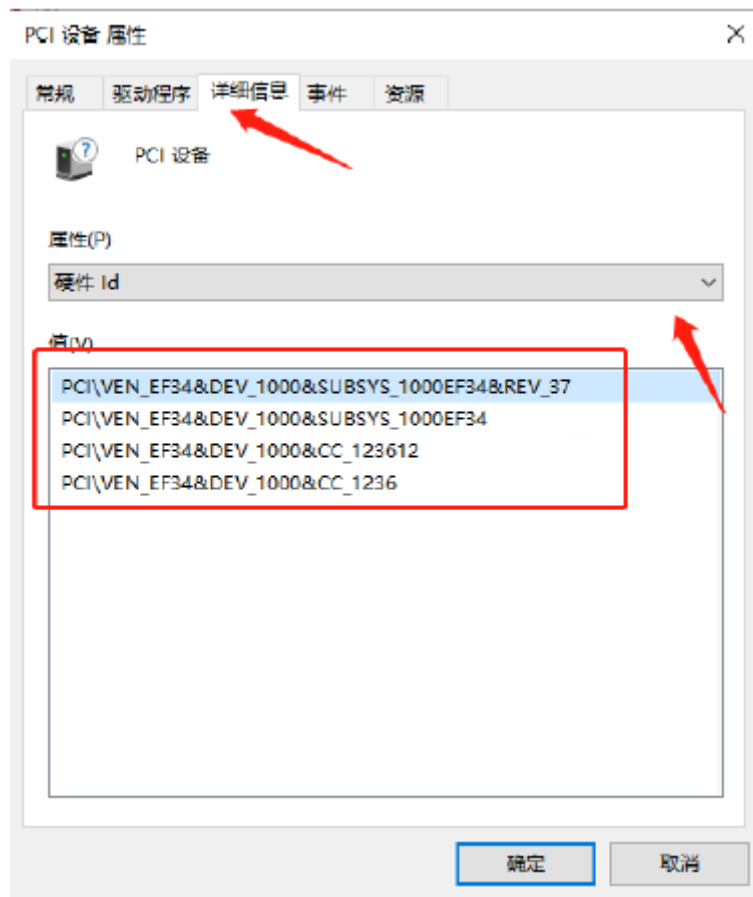 PCI 设备 属性
常规 驱动程序 详细信息 事件 资源
PCI 设备
属性(P)
硬件 Id
值(V)
PCI\VEN_EF34&DEV_1000&SUBSYS_1000EF34&REV_37
PCI\VEN_EF34&DEV_1000&SUBSYS_1000EF34
PCI\VEN_EF34&DEV_1000&CC_123612
PCI\VEN_EF34&DEV_1000&CC_1236
确定 取消